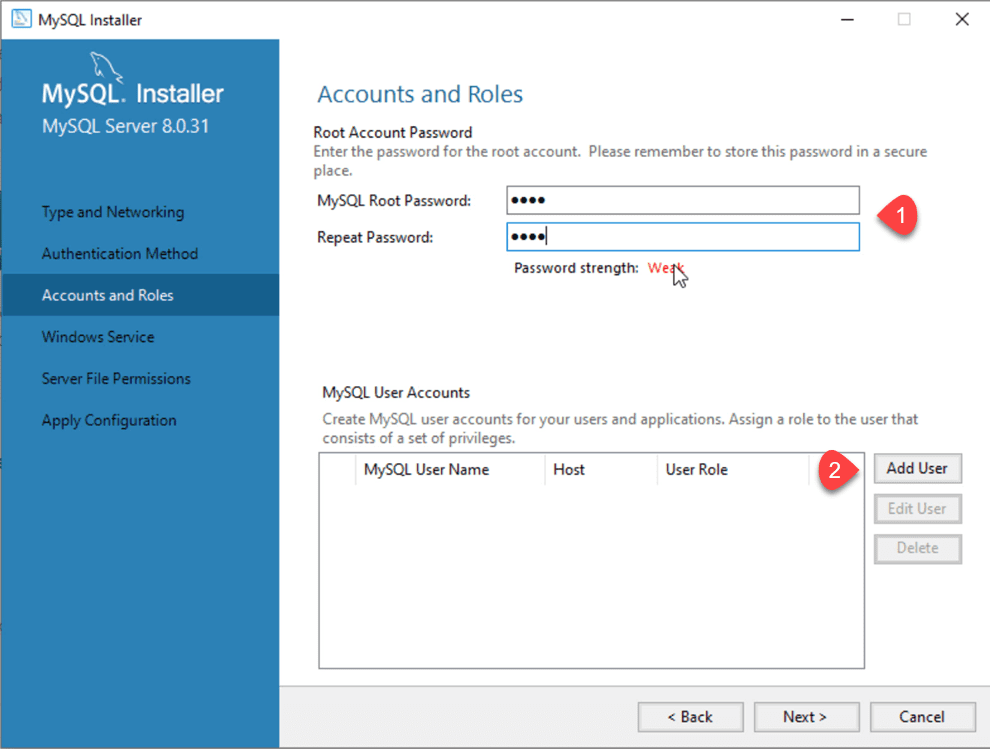 MySQL Installer
MySQL. Installer
MySQL Server 8.0.31
Type and Networking
Authentication Method
Accounts and Roles
Windows Service
Server File Permissions
Apply Configuration
Accounts and Roles
Root Account Password
Enter the password for the root account. Please remember to store this password in a secure
place.
MySQL Root Password: ••••
1
Repeat Password: ••••
Password strength: Weak
MySQL User Accounts
Create MySQL user accounts for your users and applications. Assign a role to the user that
consists of a set of privileges.
MySQL User Name Host User Role
2
Add User
Edit User
Delete
< Back Next > Cancel